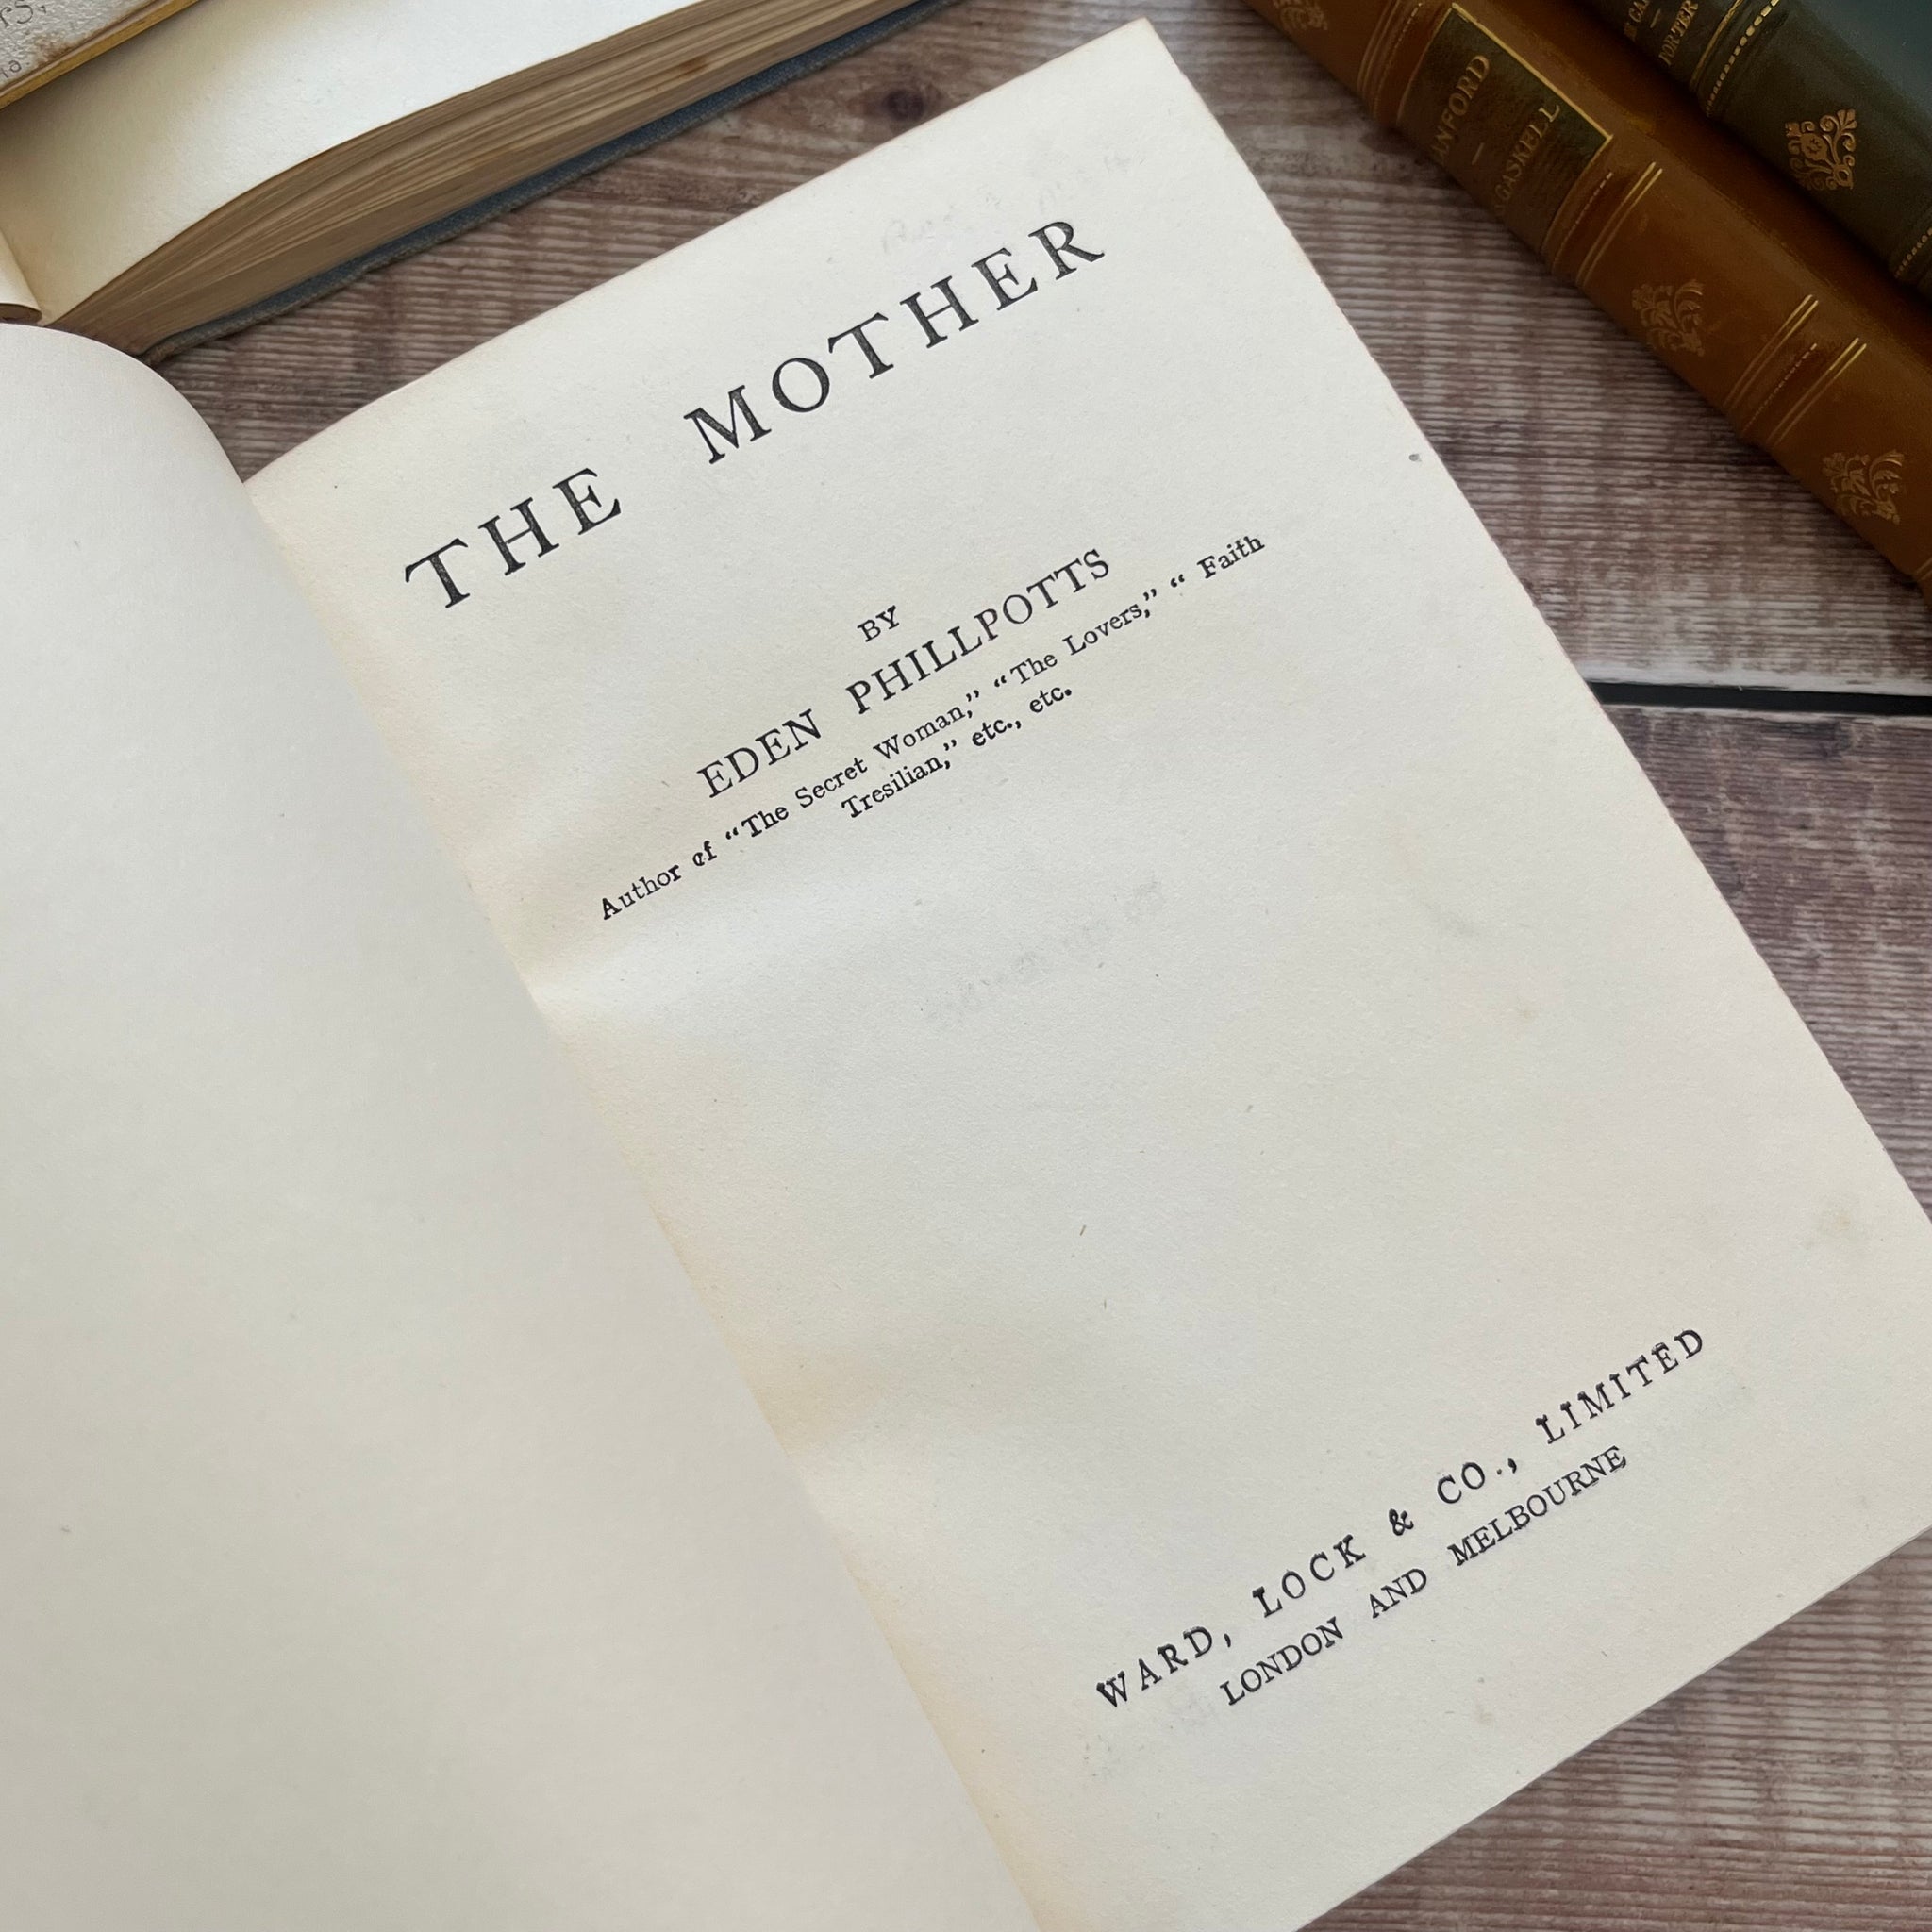 THE MOTHER
BY
EDEN PHILLPOTTS
Author of “The Secret Woman,” “The Lovers,” “Faith
Tresilian,” etc., etc.
WARD, LOCK & CO., LIMITED
LONDON AND MELBOURNE
ANFORD
GASKELL
PORTER